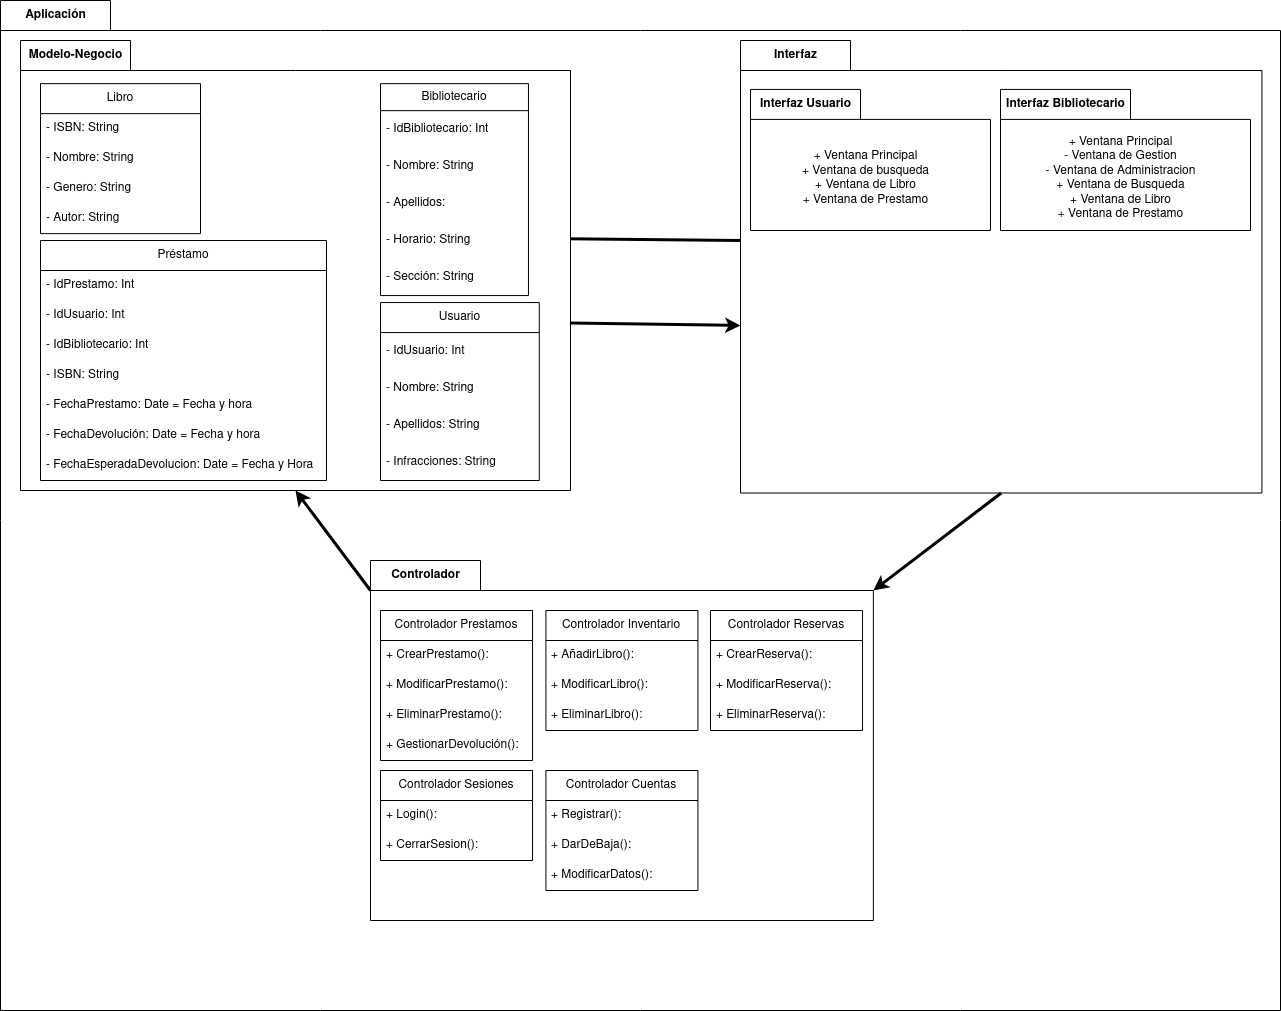 Aplicación
Modelo-Negocio
Libro
- ISBN: String
- Nombre: String
- Genero: String
- Autor: String
Préstamo
- IdPrestamo: Int
- IdUsuario: Int
- IdBibliotecario: Int
- ISBN: String
- FechaPrestamo: Date = Fecha y hora
- FechaDevolución: Date = Fecha y hora
- FechaEsperadaDevolucion: Date = Fecha y Hora
Bibliotecario
- IdBibliotecario: Int
- Nombre: String
- Apellidos:
- Horario: String
- Sección: String
Usuario
- IdUsuario: Int
- Nombre: String
- Apellidos: String
- Infracciones: String
Interfaz
Interfaz Usuario
+ Ventana Principal
+ Ventana de busqueda
+ Ventana de Libro
+ Ventana de Prestamo
Interfaz Bibliotecario
+ Ventana Principal
- Ventana de Gestion
- Ventana de Administracion
+ Ventana de Busqueda
+ Ventana de Libro
+ Ventana de Prestamo
Controlador
Controlador Prestamos
+ CrearPrestamo():
+ ModificarPrestamo():
+ EliminarPrestamo():
+ GestionarDevolución():
Controlador Inventario
+ AñadirLibro():
+ ModificarLibro():
+ EliminarLibro():
Controlador Reservas
+ CrearReserva():
+ ModificarReserva():
+ EliminarReserva():
Controlador Sesiones
+ Login():
+ CerrarSesion():
Controlador Cuentas
+ Registrar():
+ DarDeBaja():
+ ModificarDatos():